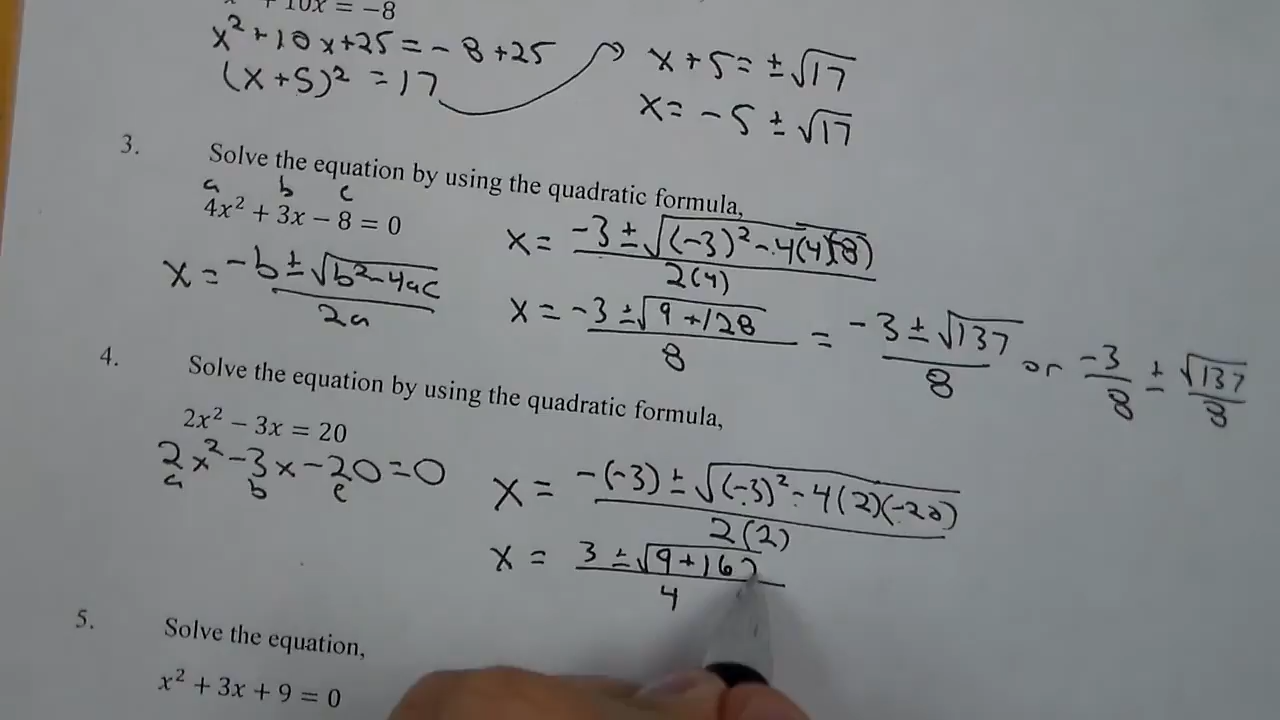 + 10x = −8
x² + 10x + 25 = −8 + 25
(x + 5)² = 17
x + 5 = ±√17
x = −5 ± √17
3. Solve the equation by using the quadratic formula,
a b c
4x² + 3x − 8 = 0
x = (−b ± √(b² − 4ac)) / 2a
x = (−3 ± √((−3)² − 4(4)(−8))) / 2(4)
x = (−3 ± √(9 + 128)) / 8 = (−3 ± √137) / 8 or −3/8 ± √137/8
4. Solve the equation by using the quadratic formula,
2x² − 3x = 20
2x² − 3x − 20 = 0
a b c
x = (−(−3) ± √((−3)² − 4(2)(−20))) / 2(2)
x = (3 ± √(9 + 16 / 4
5. Solve the equation,
x² + 3x + 9 = 0